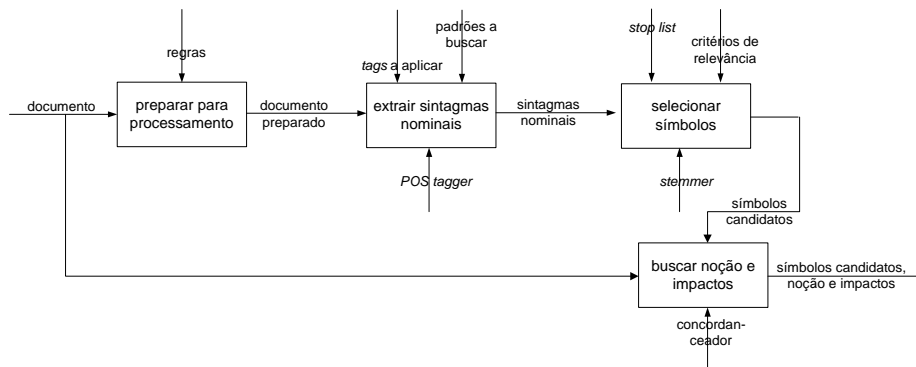 padrões a
buscar
stop list
critérios de
relevância
regras
tags a aplicar
documento
preparar para
processamento
documento
preparado
extrair sintagmas
nominais
sintagmas
nominais
selecionar
símbolos
POS tagger
stemmer
símbolos
candidatos
buscar noção e
impactos
símbolos candidatos,
noção e impactos
concordan-
ceador